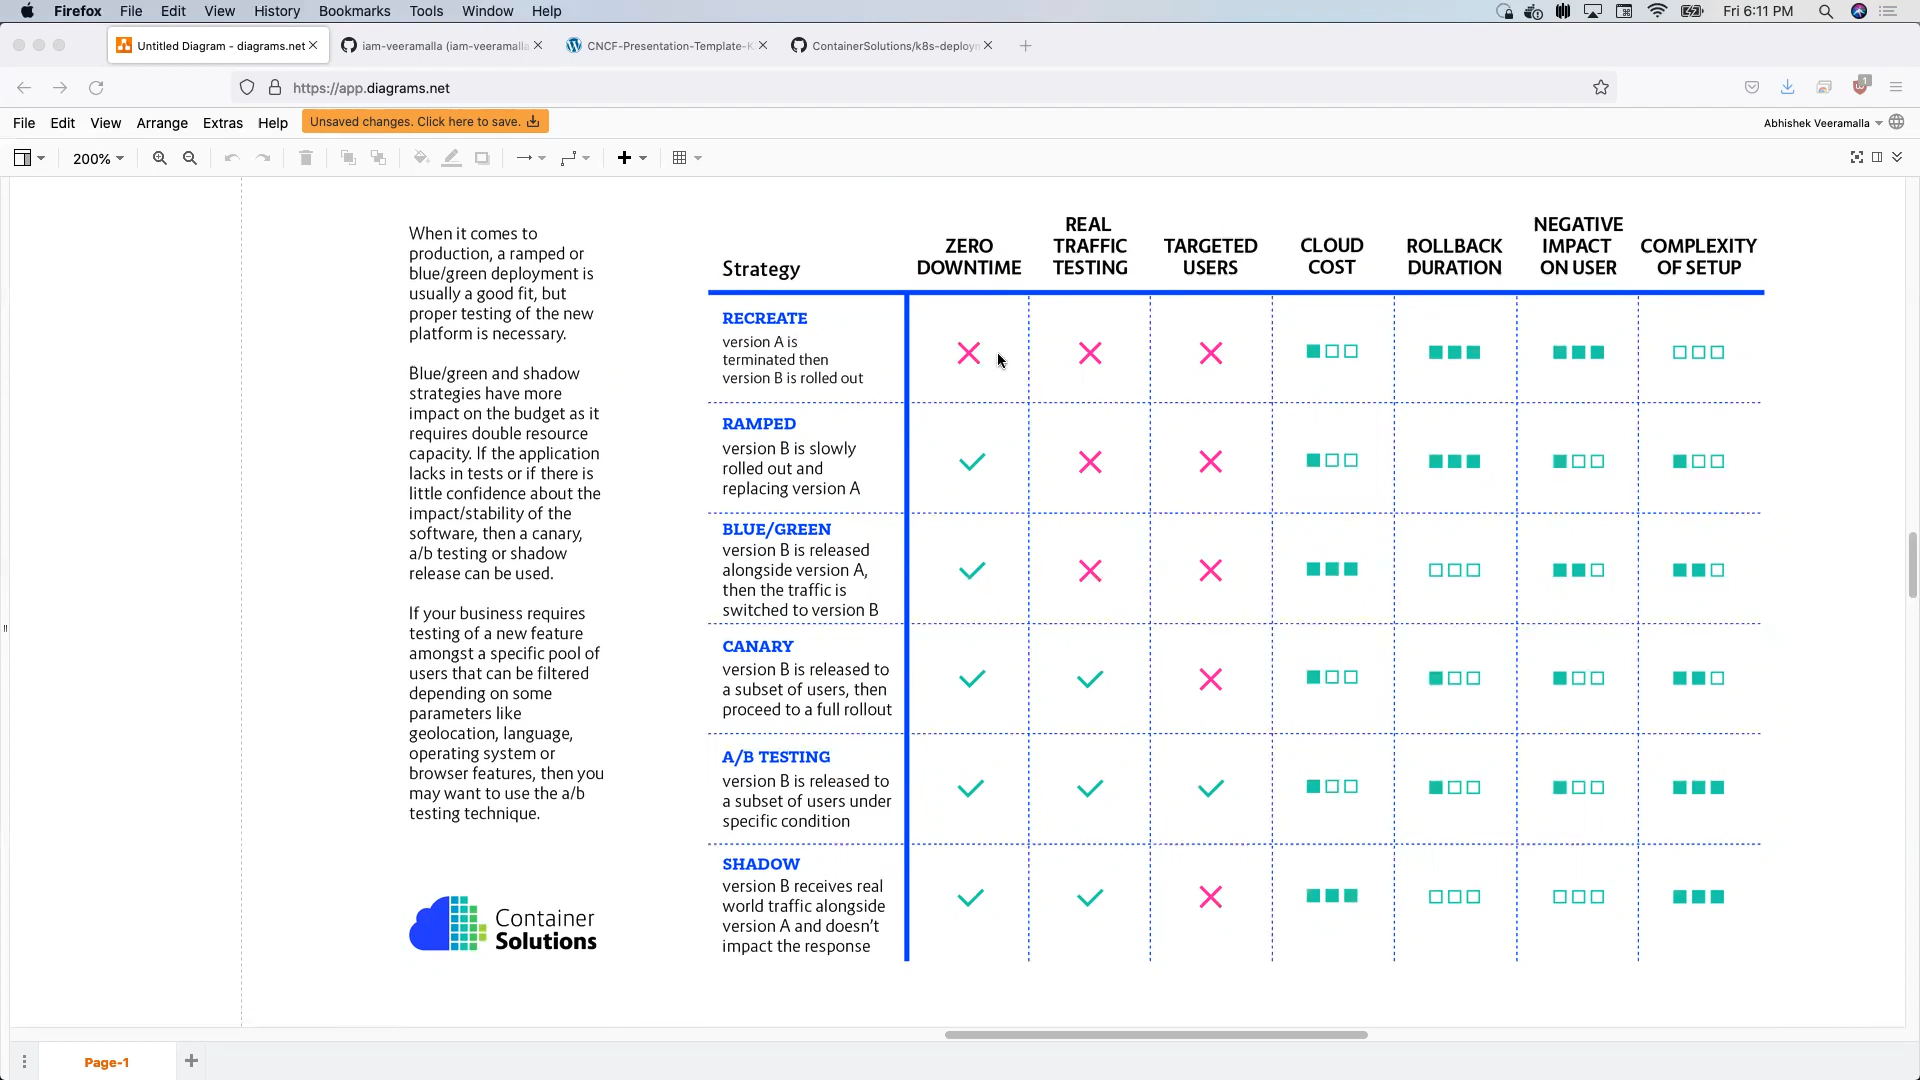 Firefox File Edit View History Bookmarks Tools Window Help Fri 6:11 PM
Untitled Diagram - diagrams.net iam-veeramalla (iam-veeramalla CNCF-Presentation-Template-K ContainerSolutions/k8s-deploym
https://app.diagrams.net 1
File Edit View Arrange Extras Help Unsaved changes. Click here to save. Abhishek Veeramalla
200%
When it comes to
production, a ramped or
blue/green deployment is
usually a good fit, but
proper testing of the new
platform is necessary.
Blue/green and shadow
strategies have more
impact on the budget as it
requires double resource
capacity. If the application
lacks in tests or if there is
little confidence about the
impact/stability of the
software, then a canary,
a/b testing or shadow
release can be used.
If your business requires
testing of a new feature
amongst a specific pool of
users that can be filtered
depending on some
parameters like
geolocation, language,
operating system or
browser features, then you
may want to use the a/b
testing technique.
Container
Solutions
Strategy
ZERO
DOWNTIME
REAL
TRAFFIC
TESTING
TARGETED
USERS
CLOUD
COST
ROLLBACK
DURATION
NEGATIVE
IMPACT
ON USER
COMPLEXITY
OF SETUP
RECREATE
version A is
terminated then
version B is rolled out
RAMPED
version B is slowly
rolled out and
replacing version A
BLUE/GREEN
version B is released
alongside version A,
then the traffic is
switched to version B
CANARY
version B is released to
a subset of users, then
proceed to a full rollout
A/B TESTING
version B is released to
a subset of users under
specific condition
SHADOW
version B receives real
world traffic alongside
version A and doesn't
impact the response
Page-1